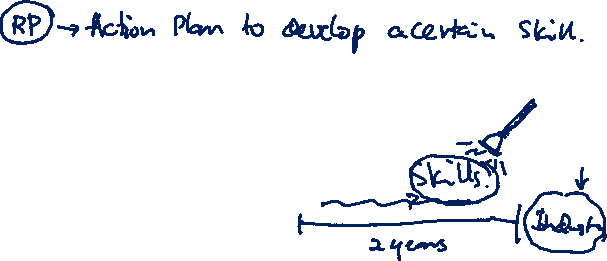 RP → Action Plan to Develop a certain Skill.
Skills.
2 years
Industry